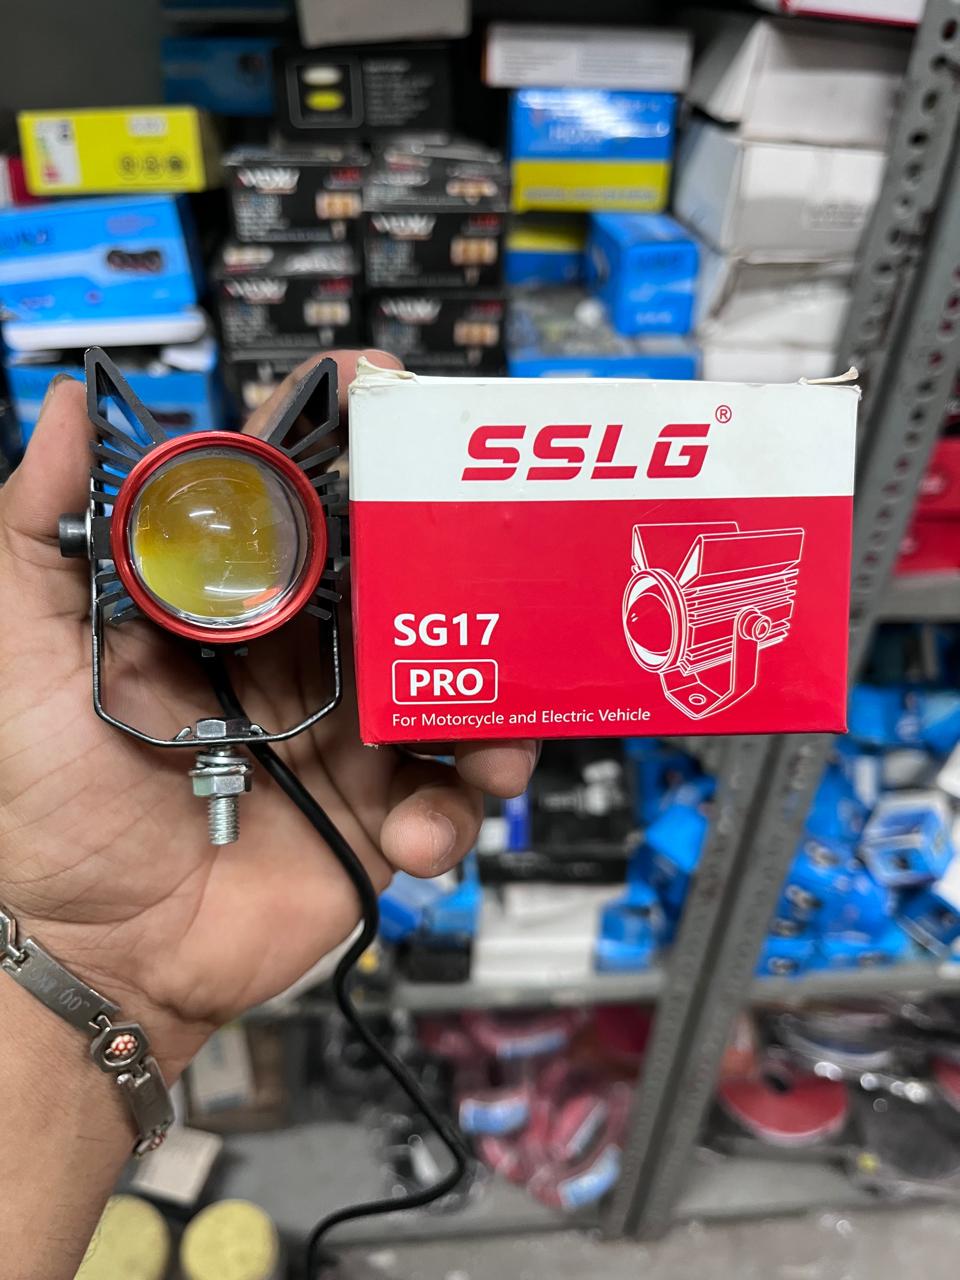 SSLG®
SG17
PRO
For Motorcycle and Electric Vehicle